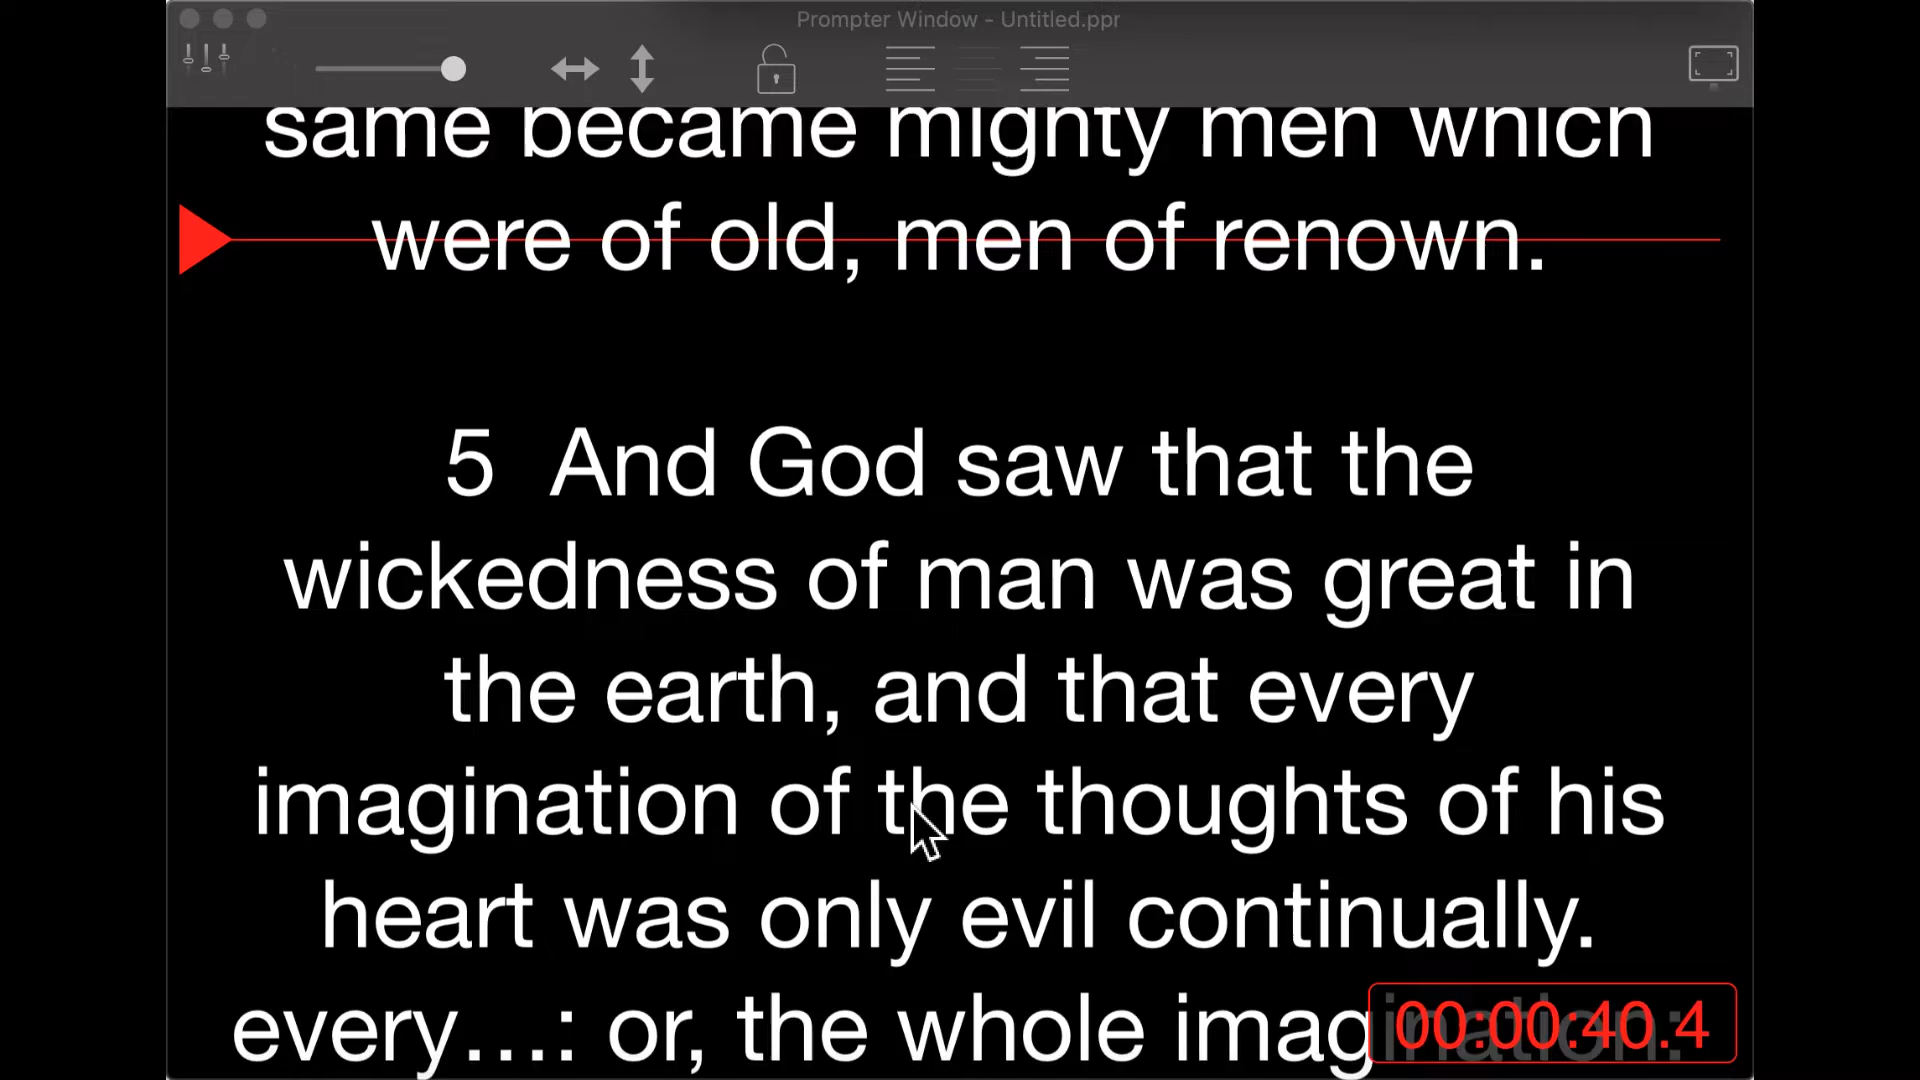 Prompter Window - Untitled.ppr
same became mighty men which
were of old, men of renown.
5 And God saw that the
wickedness of man was great in
the earth, and that every
imagination of the thoughts of his
heart was only evil continually.
every...: or, the whole imagination:
00:00:40.4